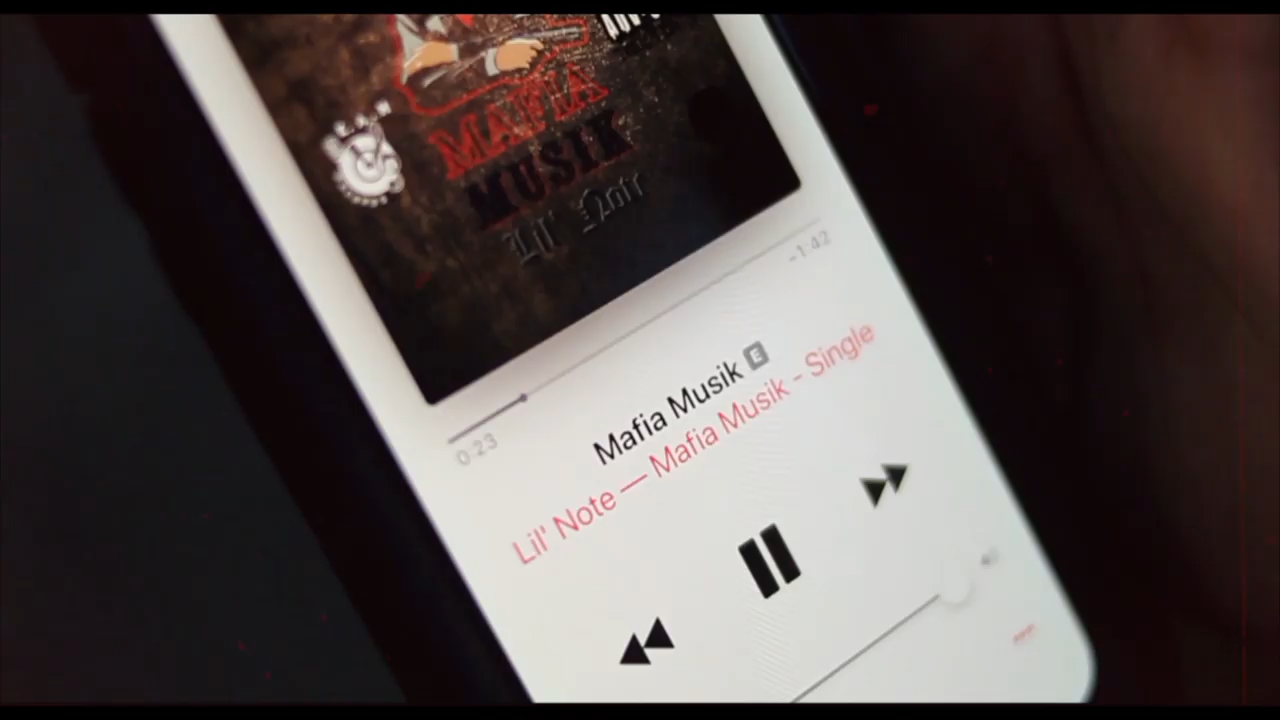 MAFIA
MUSIK
Lil' Noir
0:23
-1:42
Mafia Musik E
Lil' Note — Mafia Musik - Single